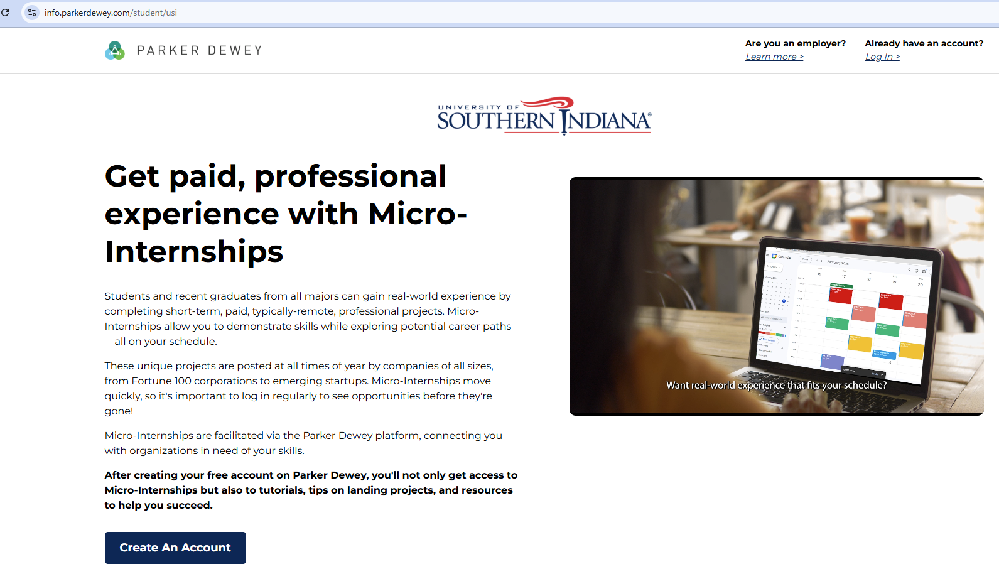 info.parkerdewey.com/student/usi
PARKER DEWEY
Are you an employer?
Learn more >
Already have an account?
Log In >
UNIVERSITY OF
SOUTHERN INDIANA®
Get paid, professional
experience with Micro-
Internships
Students and recent graduates from all majors can gain real-world experience by
completing short-term, paid, typically-remote, professional projects. Micro-
Internships allow you to demonstrate skills while exploring potential career paths
—all on your schedule.
These unique projects are posted at all times of year by companies of all sizes,
from Fortune 100 corporations to emerging startups. Micro-Internships move
quickly, so it's important to log in regularly to see opportunities before they're
gone!
Micro-Internships are facilitated via the Parker Dewey platform, connecting you
with organizations in need of your skills.
After creating your free account on Parker Dewey, you'll not only get access to
Micro-Internships but also to tutorials, tips on landing projects, and resources
to help you succeed.
Create An Account
Calendar
February 2025
16
17
18
19
20
Want real-world experience that fits your schedule?